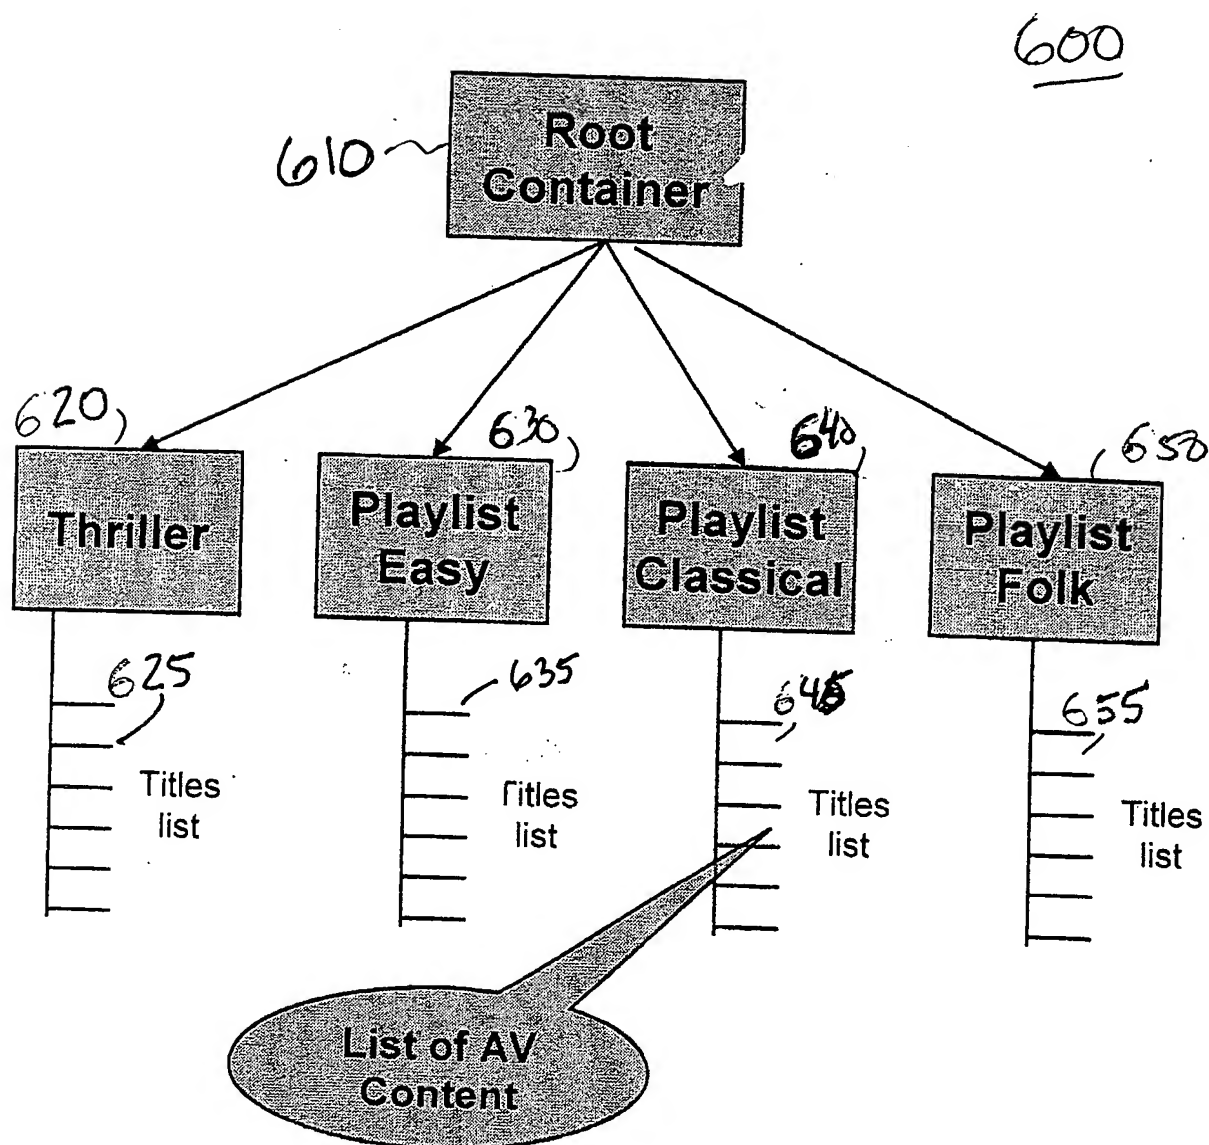 600
610
Root
Container
620
630
640
650
Thriller
Playlist
Easy
Playlist
Classical
Playlist
Folk
625
635
645
655
Titles
list
Titles
list
Titles
list
Titles
list
List of AV
Content